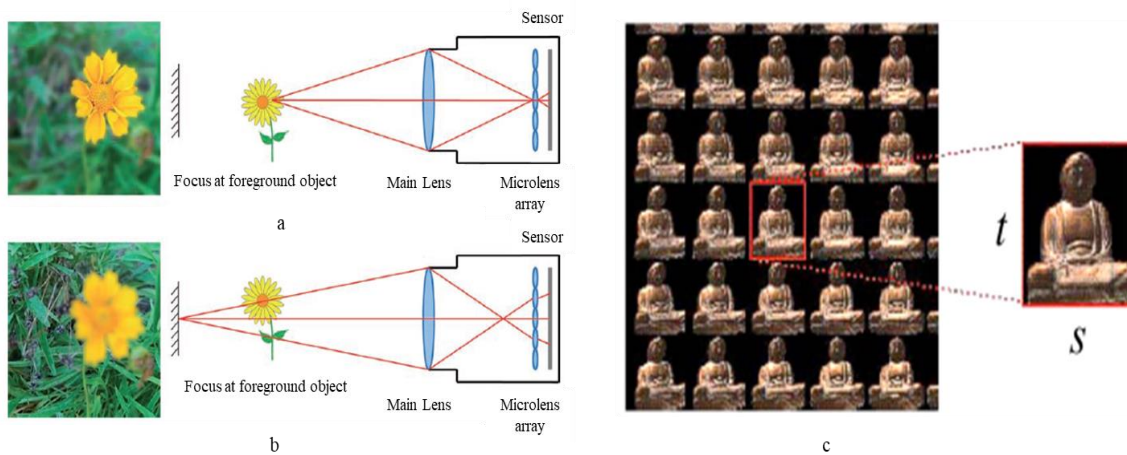 Sensor
Focus at foreground object
Main Lens
Microlens
array
a
Sensor
Focus at foreground object
Main Lens
Microlens
array
b
t
s
c